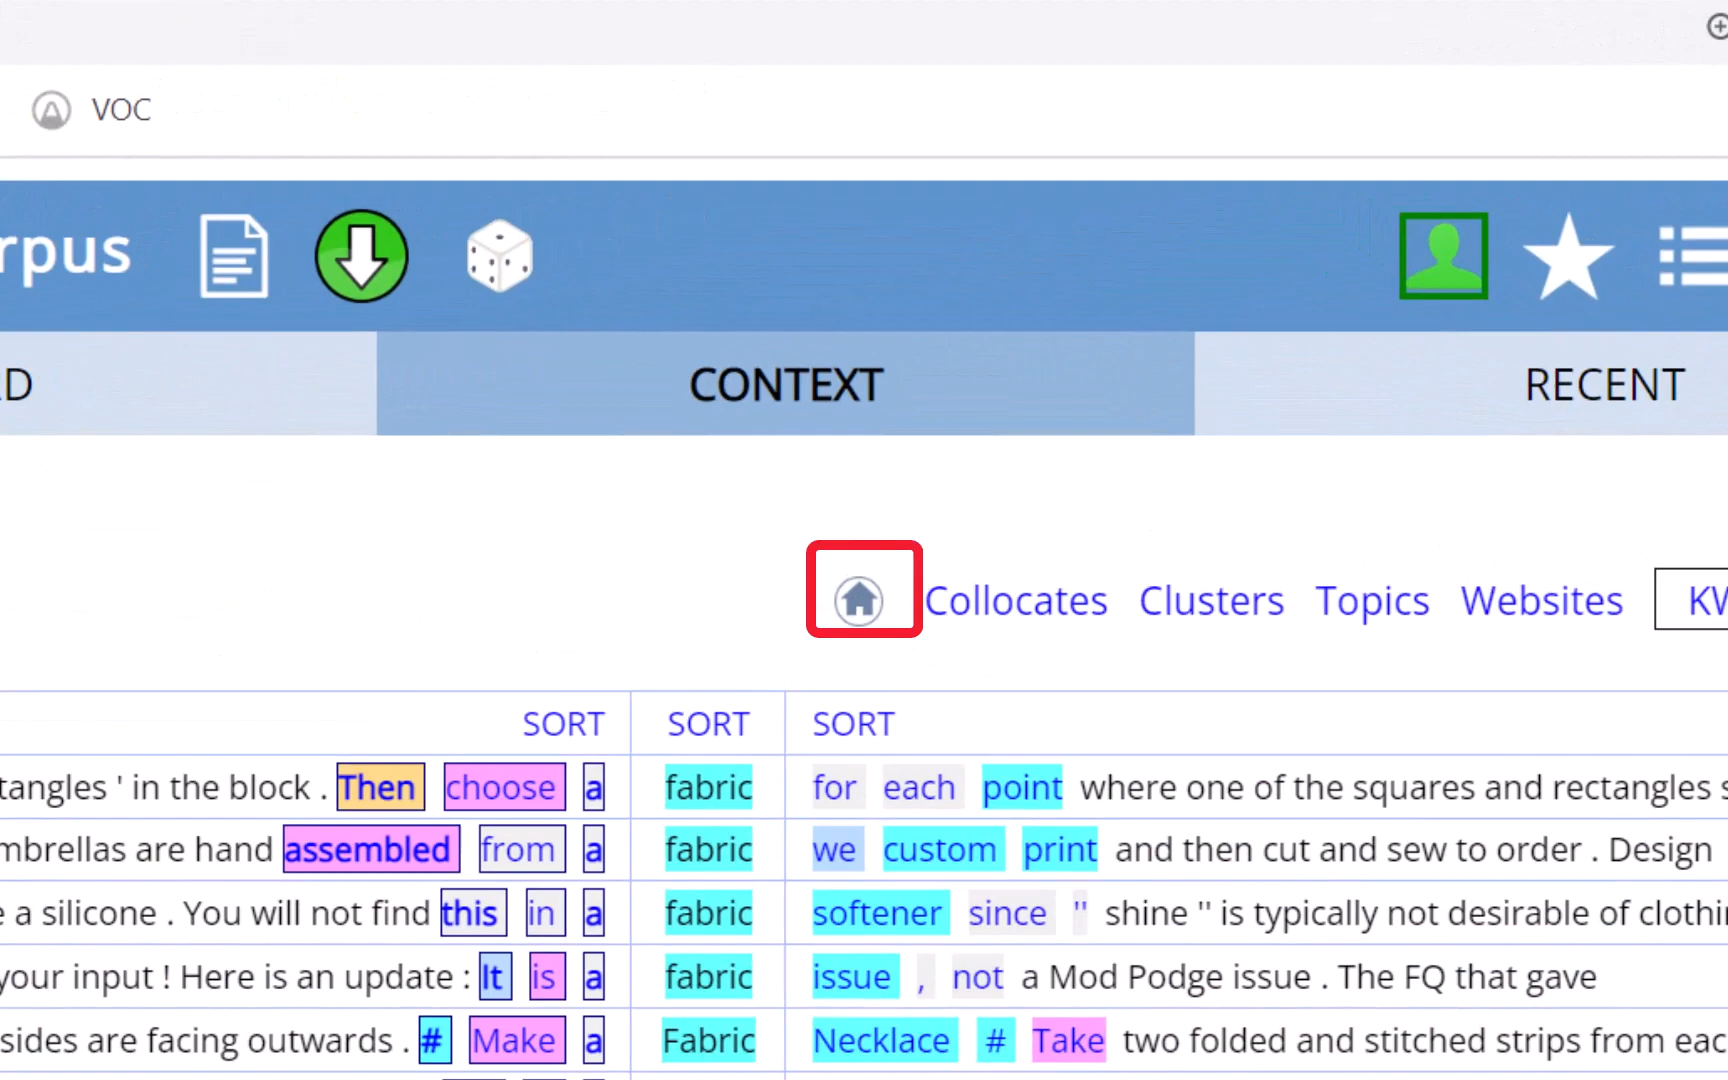 VOC
rpus
CONTEXT RECENT
Collocates Clusters Topics Websites
SORT SORT SORT
tangles ' in the block . Then choose a fabric for each point where one of the squares and rectangles
mbrellas are hand assembled from a fabric we custom print and then cut and sew to order . Design
a silicone . You will not find this in a fabric softener since " shine " is typically not desirable of
your input ! Here is an update : It is a fabric issue , not a Mod Podge issue . The FQ that gave
sides are facing outwards . # Make a Fabric Necklace # Take two folded and stitched strips from